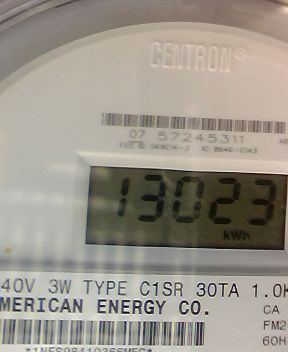 CENTRON®
07 57245311
13023
kWh
40V 3W TYPE C1SR 30TA 1.0K
MERICAN ENERGY CO.
CA
FM2
60H